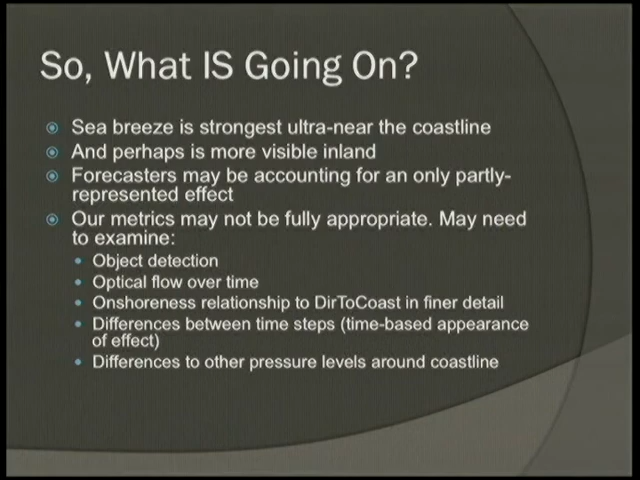 So, What IS Going On?
Sea breeze is strongest ultra-near the coastline
And perhaps is more visible inland
Forecasters may be accounting for an only partly-
represented effect
Our metrics may not be fully appropriate. May need
to examine:
Object detection
Optical flow over time
Onshoreness relationship to DirToCoast in finer detail
Differences between time steps (time-based appearance
of effect)
Differences to other pressure levels around coastline